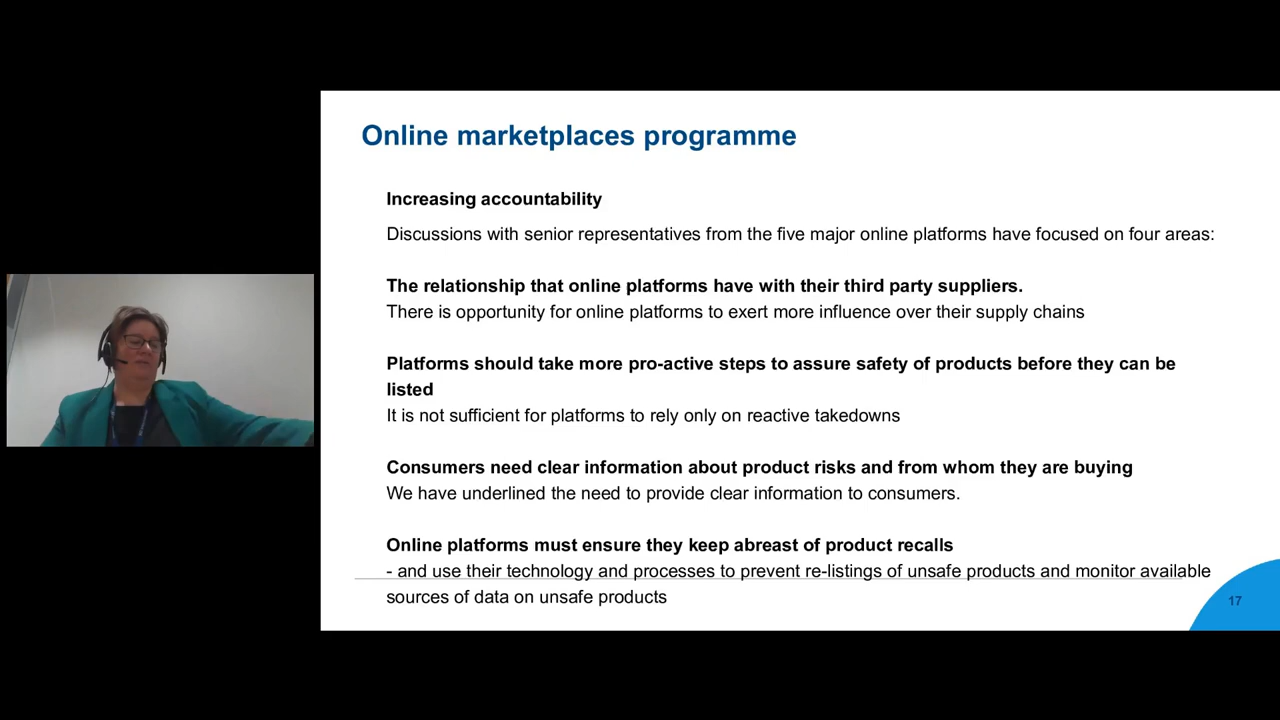 Online marketplaces programme
Increasing accountability
Discussions with senior representatives from the five major online platforms have focused on four areas:
The relationship that online platforms have with their third party suppliers.
There is opportunity for online platforms to exert more influence over their supply chains
Platforms should take more pro-active steps to assure safety of products before they can be
listed
It is not sufficient for platforms to rely only on reactive takedowns
Consumers need clear information about product risks and from whom they are buying
We have underlined the need to provide clear information to consumers.
Online platforms must ensure they keep abreast of product recalls
- and use their technology and processes to prevent re-listings of unsafe products and monitor available
sources of data on unsafe products
17